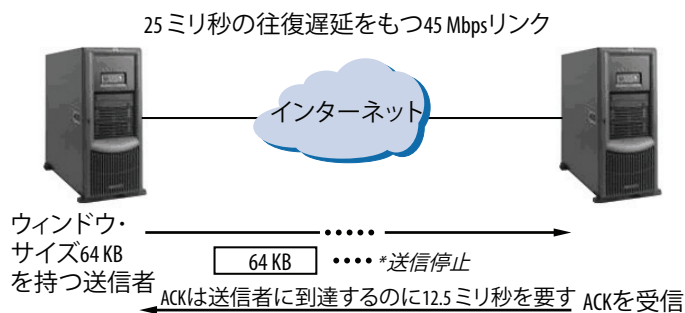 25 ミリ秒の往復遅延をもつ45 Mbpsリンク
インターネット
ウィンドウ・
サイズ64 KB
を持つ送信者
64 KB
*送信停止
ACKは送信者に到達するのに12.5 ミリ秒を要す
ACKを受信